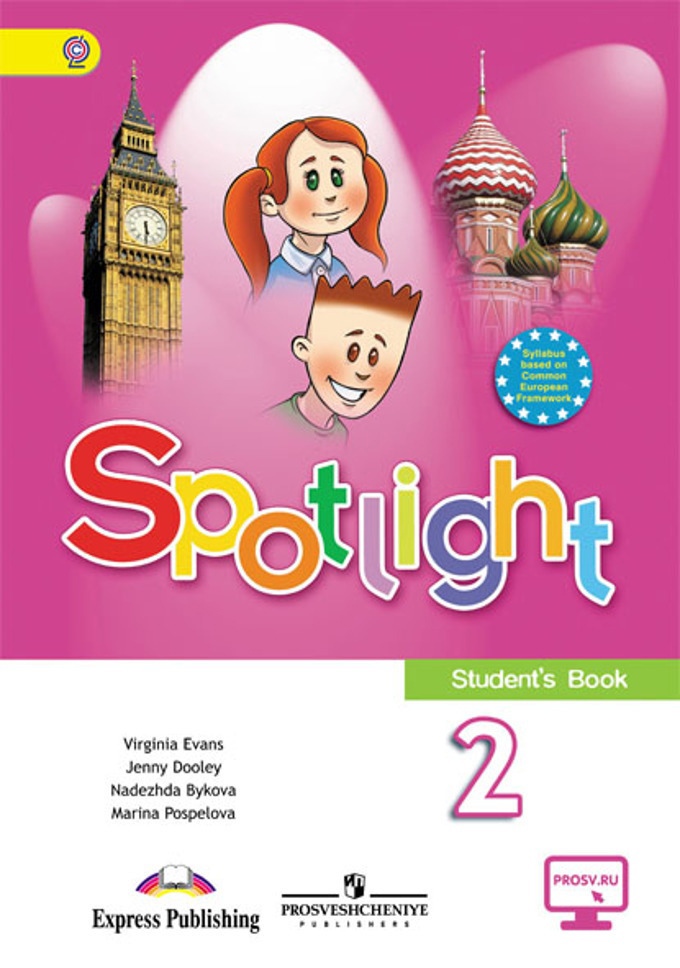 Syllabus
based on
Common
European
Framework
Spotlight
Student's Book
2
Virginia Evans
Jenny Dooley
Nadezhda Bykova
Marina Pospelova
Express Publishing
PROSVESHCHENIYE
PUBLISHERS
PROSV.RU